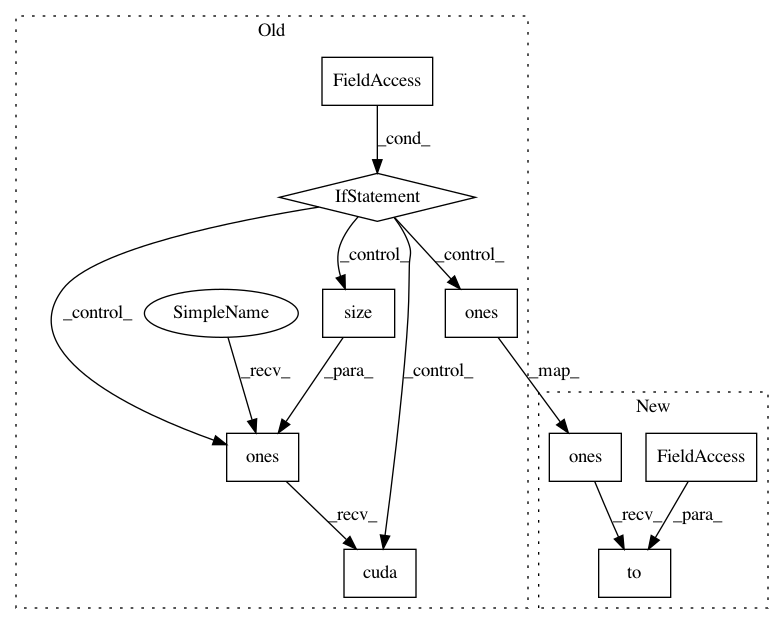 Old
FieldAccess
_cond_
IfStatement
_control_
_control_
_control_
SimpleName
size
ones
_control_
_recv_
_para_
_map_
New
ones
ones
FieldAccess
_recv_
_recv_
_para_
cuda
to